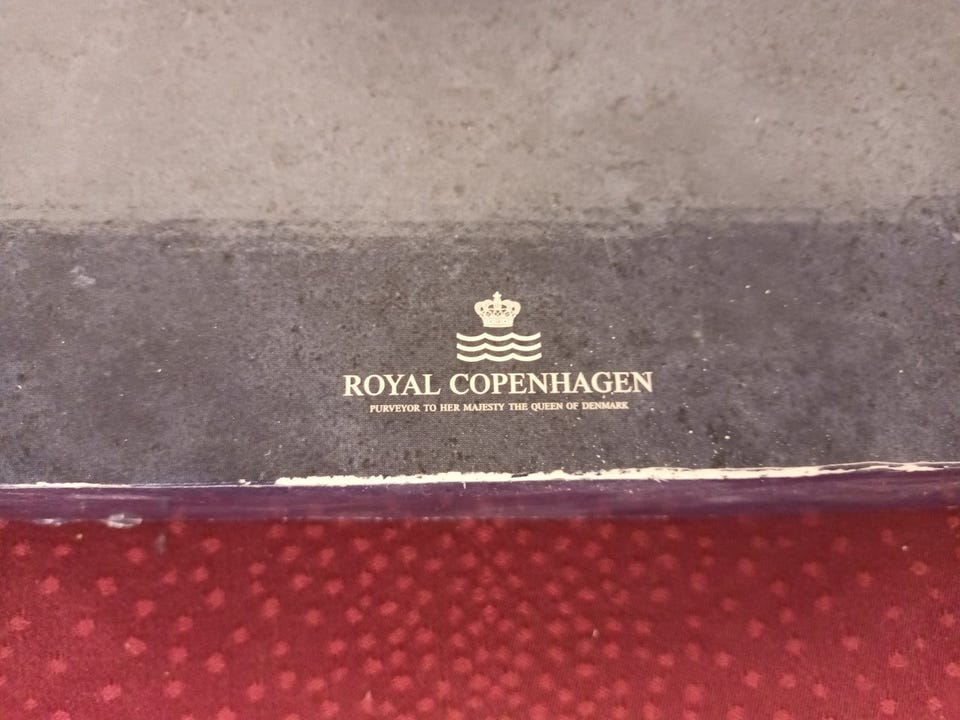 ROYAL COPENHAGEN
PURVEYOR TO HER MAJESTY THE QUEEN OF DENMARK